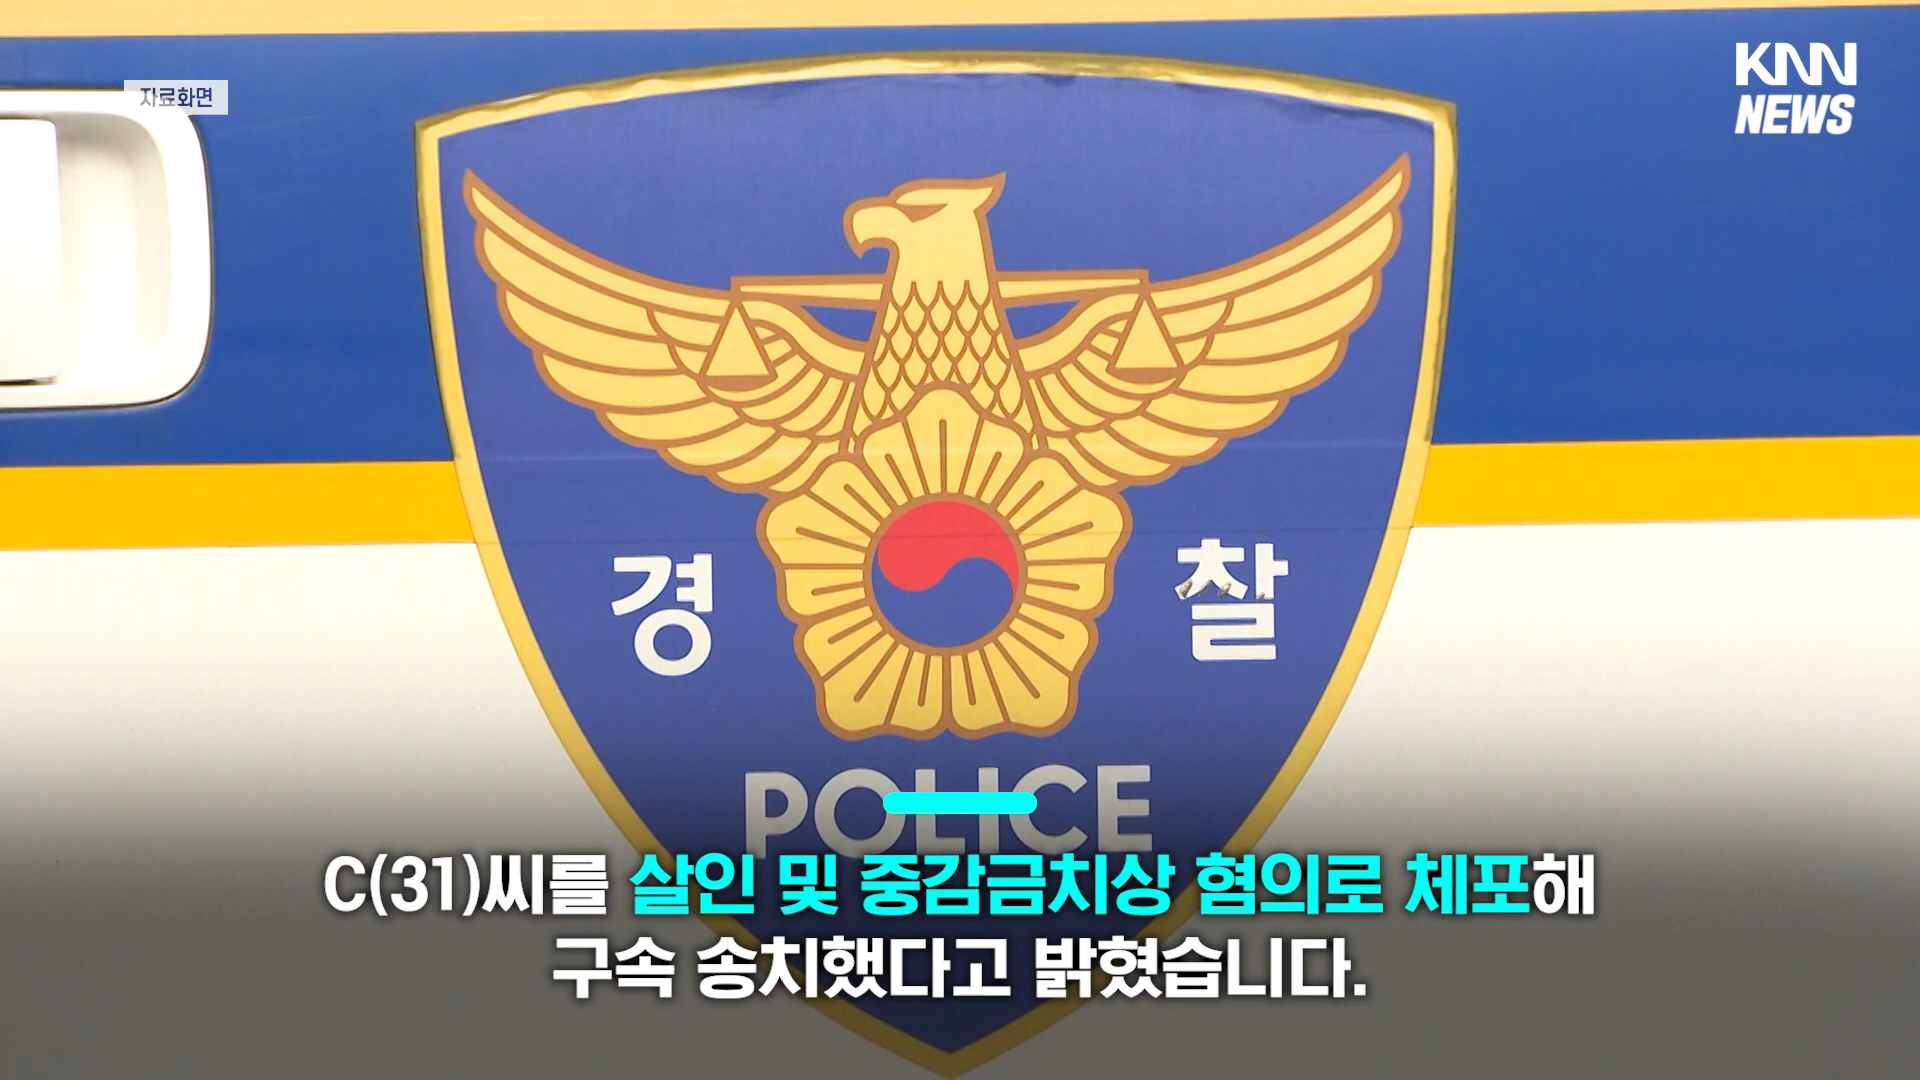 자료화면
KNN
NEWS
경 찰
POLICE
C(31)씨를 살인 및 중감금치상 혐의로 체포해
구속 송치했다고 밝혔습니다.